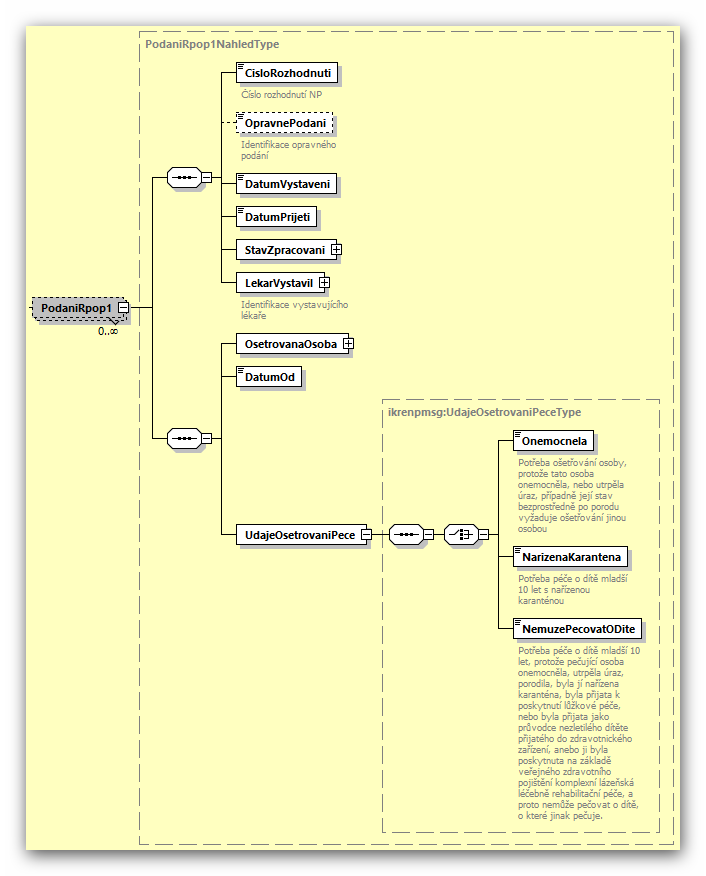 PodaniRpop1NahledType
CisloRozhodnuti
Číslo rozhodnutí NP
OpravnePodani
Identifikace opravného
podání
DatumVystaveni
DatumPrijeti
StavZpracovani
LekarVystavil
Identifikace vystavujícího
lékaře
PodaniRpop1
0..∞
OsetrovanaOsoba
DatumOd
UdajeOsetrovaniPece
ikrenpmsg:UdajeOsetrovaniPeceType
Onemocnela
Potřeba ošetřování osoby,
protože tato osoba
onemocněla, nebo utrpěla
úraz, případně její stav
bezprostředně po porodu
vyžaduje ošetřování jinou
osobou
NarizenaKarantena
Potřeba péče o dítě mladší
10 let s nařízenou
karanténou
NemuzePecovatODite
Potřeba péče o dítě mladší 10
let, protože pečující osoba
onemocněla, utrpěla úraz,
porodila, byla jí nařízena
karanténa, byla přijata k
poskytnutí lůžkové péče,
nebo byla přijata jako
průvodce nezletilého dítěte
přijatého do zdravotnického
zařízení, anebo ji byla
poskytnuta na základě
veřejného zdravotního
pojištění komplexní lázeňská
léčebně rehabilitační péče, a
proto nemůže pečovat o dítě,
o které jinak pečuje.